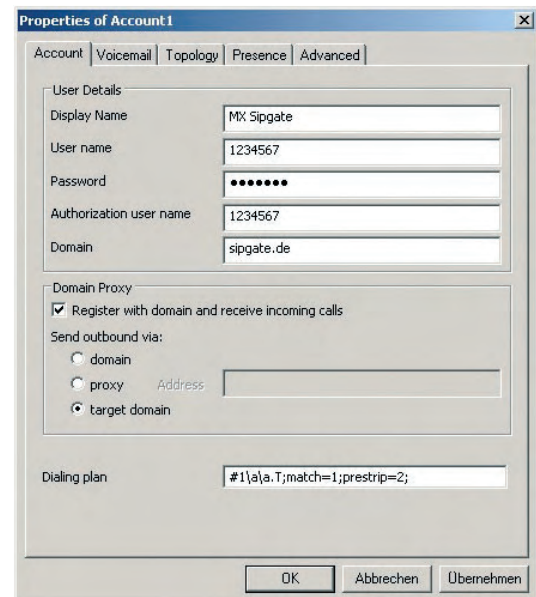 Properties of Account1
Account Voicemail Topology Presence Advanced
User Details
Display Name MX Sipgate
User name 1234567
Password •••••••
Authorization user name 1234567
Domain sipgate.de
Domain Proxy
Register with domain and receive incoming calls
Send outbound via:
domain
proxy Address
target domain
Dialing plan #1\a\a.T;match=1;prestrip=2;
OK Abbrechen Übernehmen